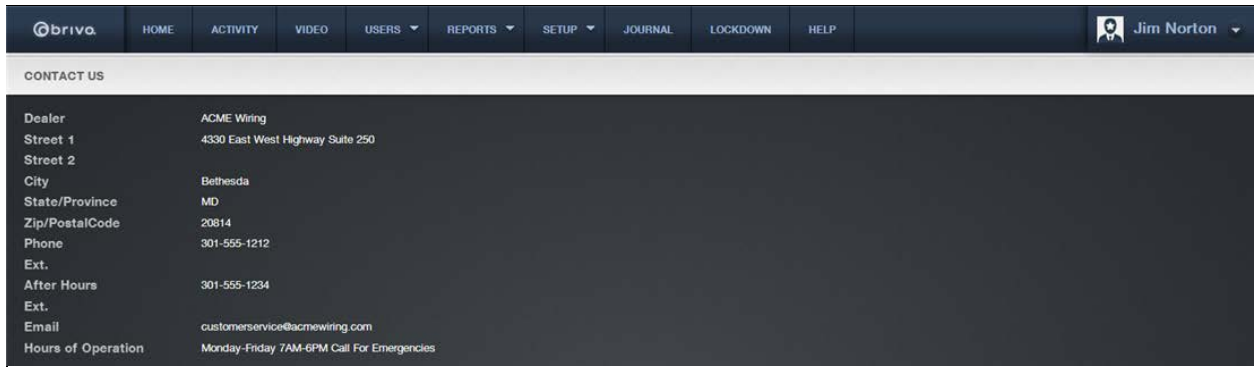 brivo. HOME ACTIVITY VIDEO USERS REPORTS SETUP JOURNAL LOCKDOWN HELP Jim Norton
CONTACT US
Dealer ACME Wiring
Street 1 4330 East West Highway Suite 250
Street 2
City Bethesda
State/Province MD
Zip/PostalCode 20814
Phone 301-555-1212
Ext.
After Hours 301-555-1234
Ext.
Email customerservice@acmewiring.com
Hours of Operation Monday-Friday 7AM-6PM Call For Emergencies